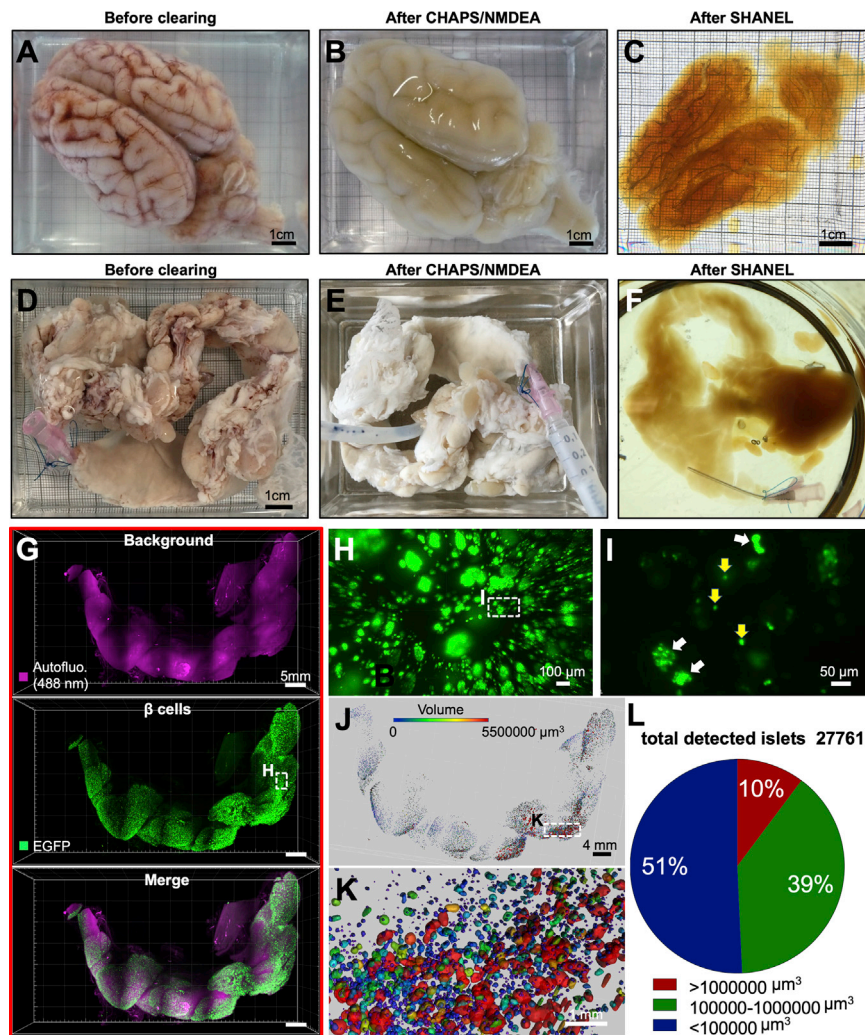 Before clearing
After CHAPS/NMDEA
After SHANEL
A
B
C
1cm
1cm
1cm
Before clearing
After CHAPS/NMDEA
After SHANEL
D
E
F
1cm
G
Background
Autofluo.
(488 nm)
5mm
β cells
H
EGFP
Merge
H
I
B
100 µm
I
50 µm
J
Volume
0
5500000 µm³
K
4 mm
K
1 mm
L
total detected islets 27761
10%
39%
51%
>1000000 µm³
100000-1000000 µm³
<100000 µm³